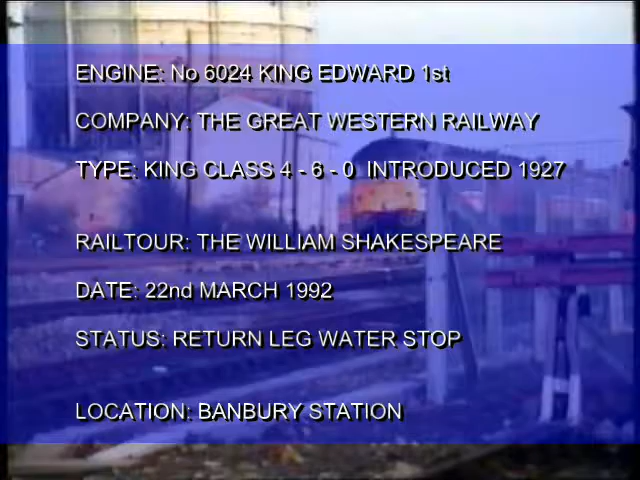 ENGINE: No 6024 KING EDWARD 1st
COMPANY: THE GREAT WESTERN RAILWAY
TYPE: KING CLASS 4 - 6 - 0 INTRODUCED 1927
RAILTOUR: THE WILLIAM SHAKESPEARE
DATE: 22nd MARCH 1992
STATUS: RETURN LEG WATER STOP
LOCATION: BANBURY STATION